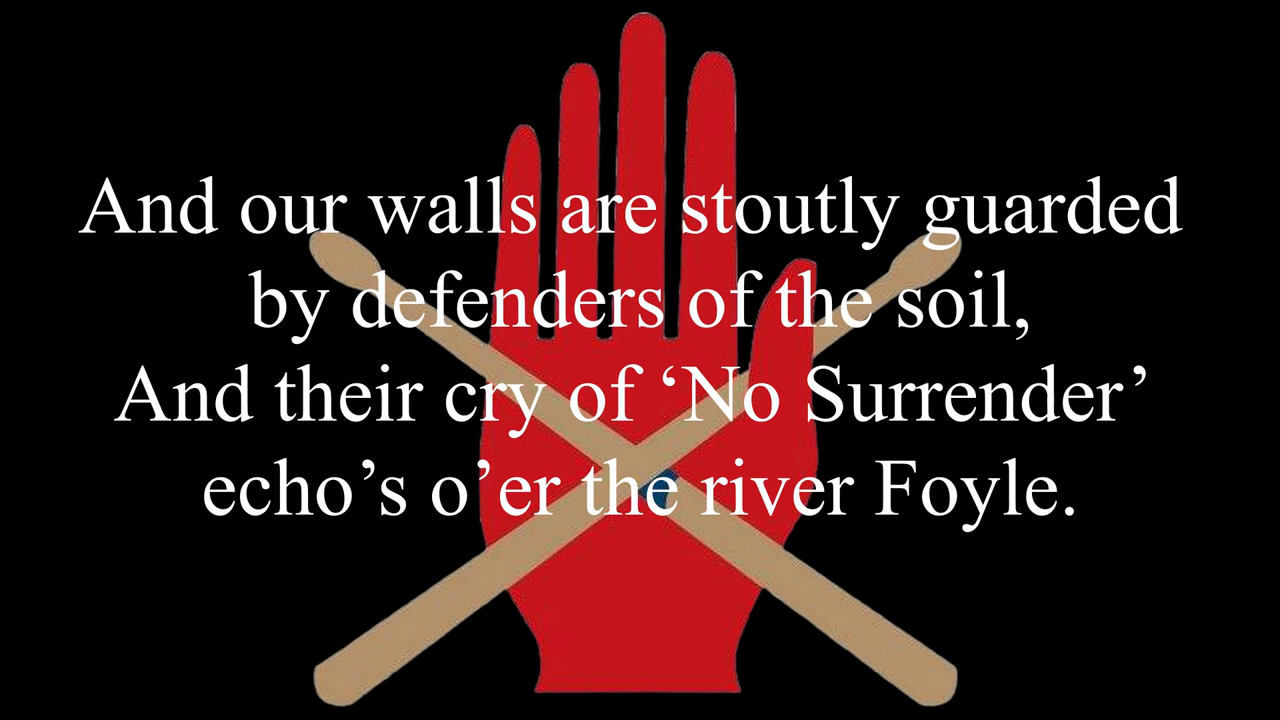 And our walls are stoutly guarded
by defenders of the soil,
And their cry of ‘No Surrender’
echo’s o’er the river Foyle.